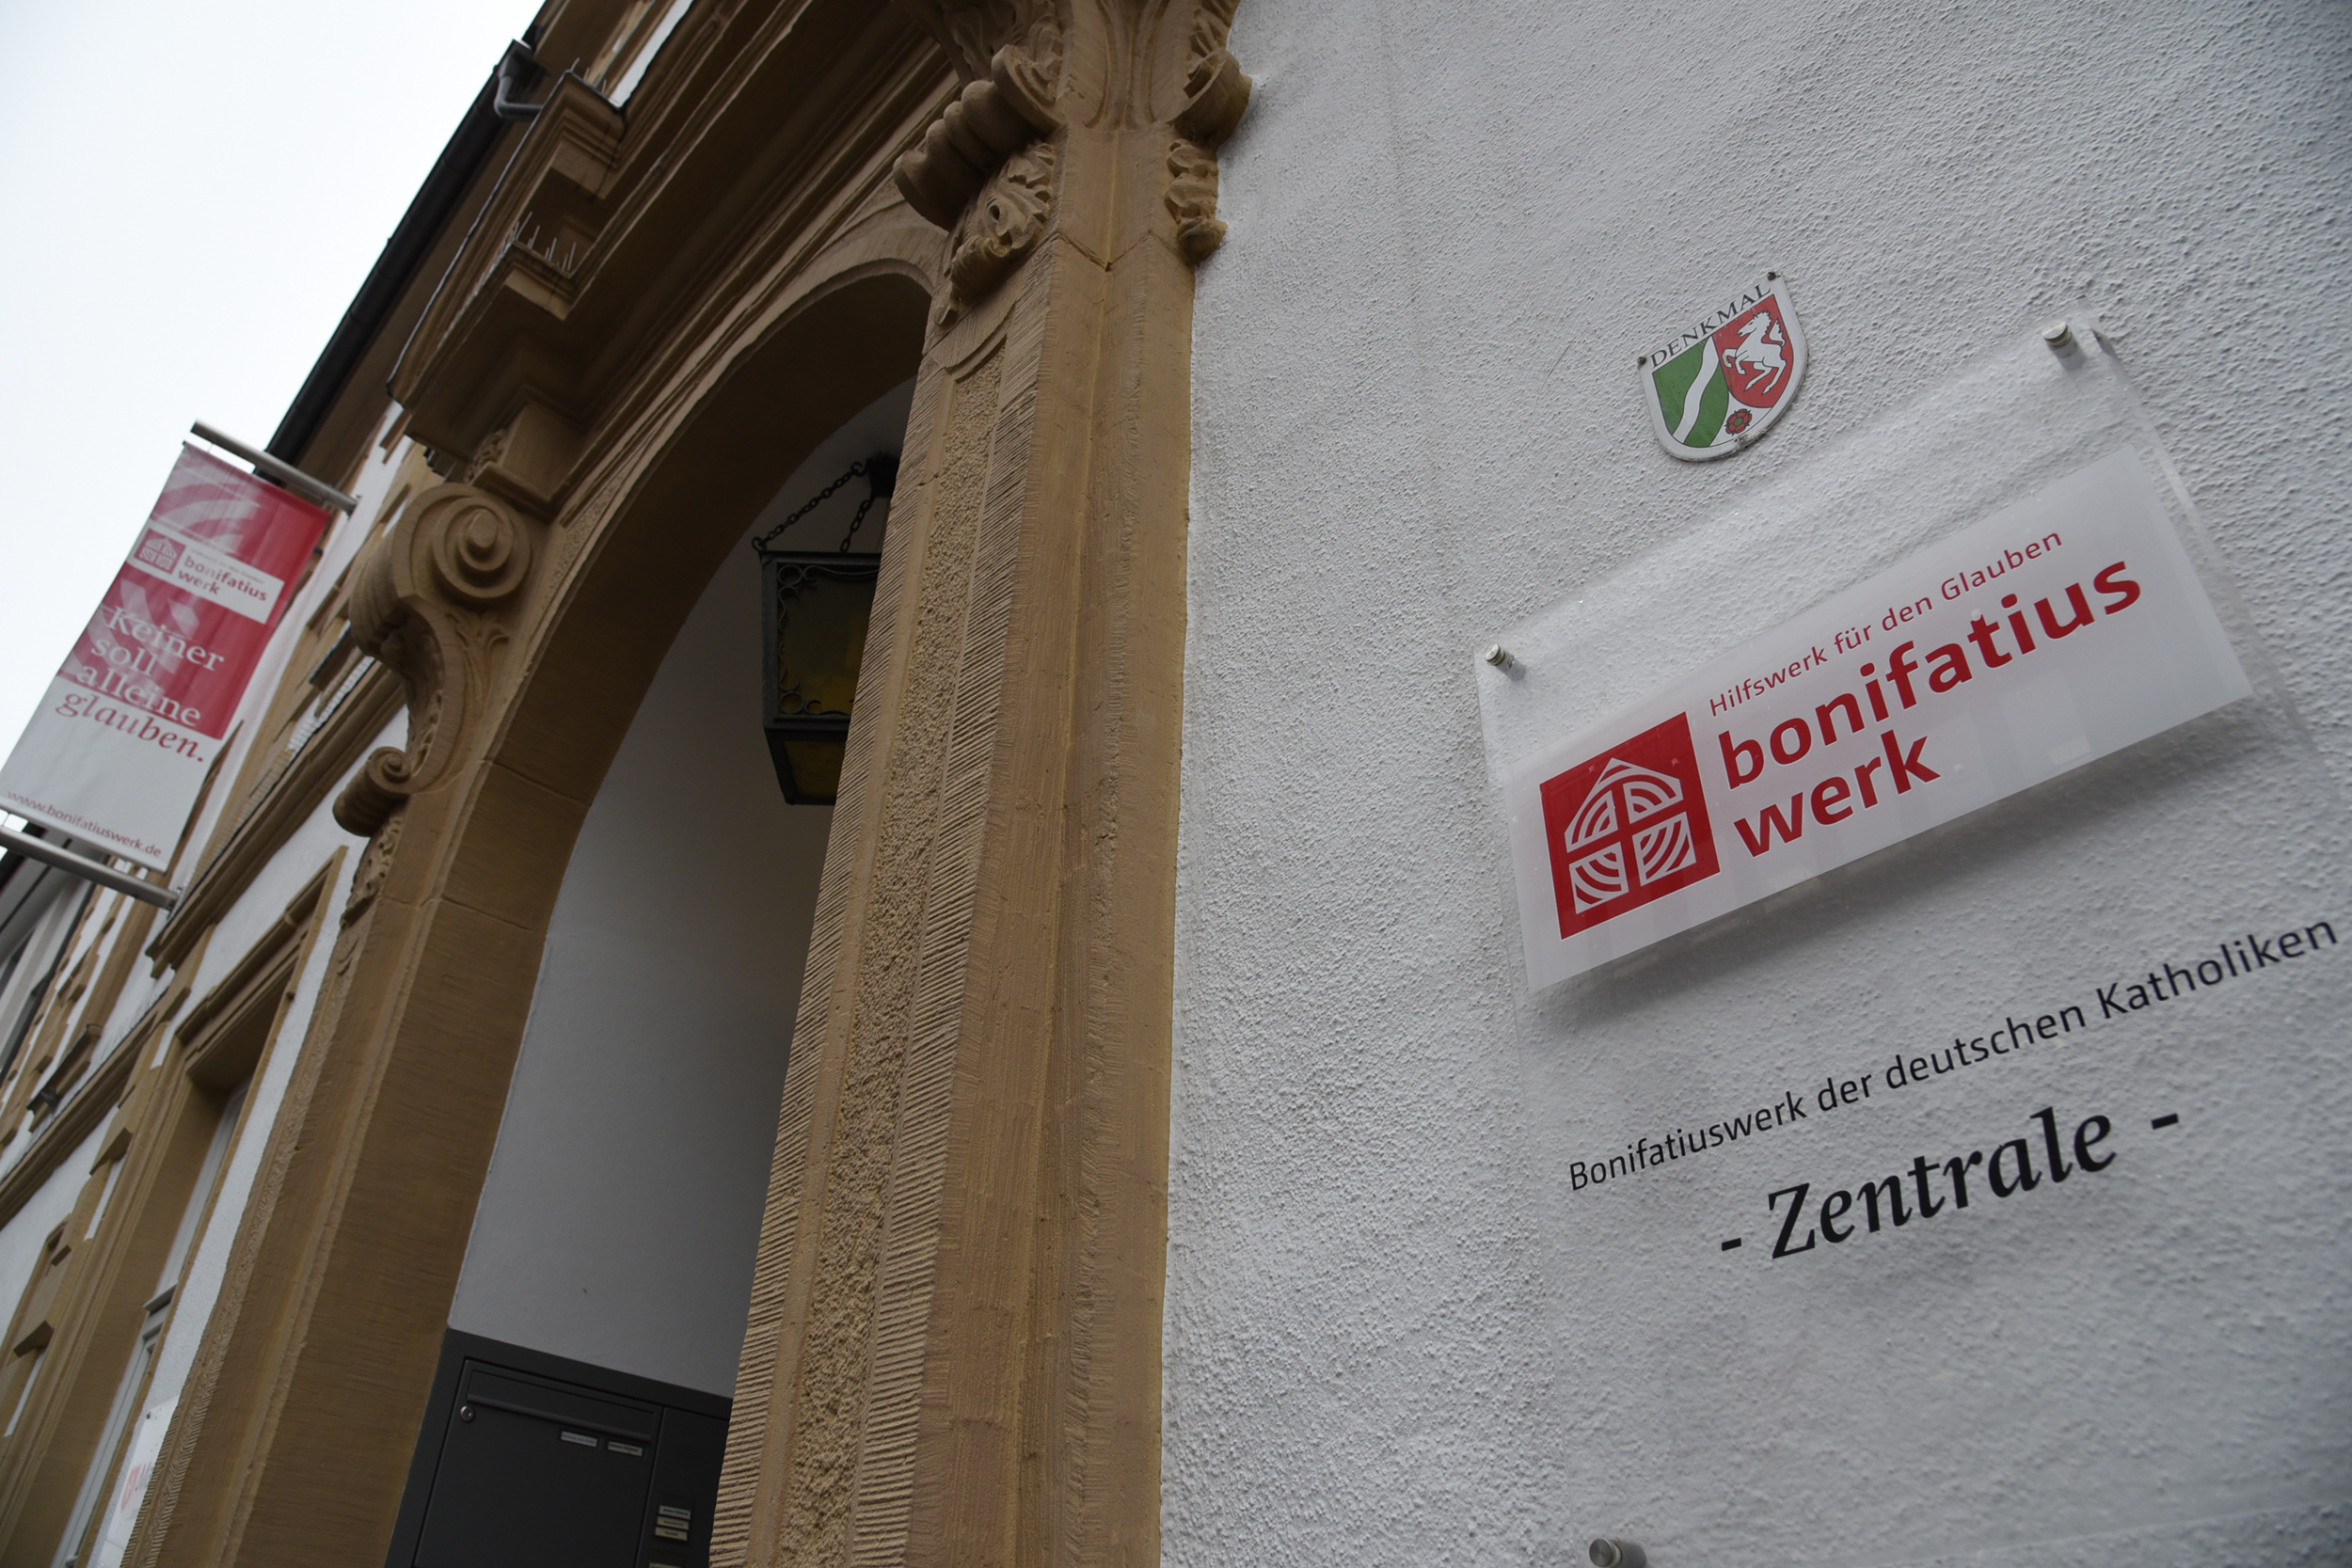 bonifatius
werk
Keiner
soll
alleine
glauben.
www.bonifatiuswerk.de
DENKMAL
Hilfswerk für den Glauben
bonifatius
werk
Bonifatiuswerk der deutschen Katholiken
- Zentrale -